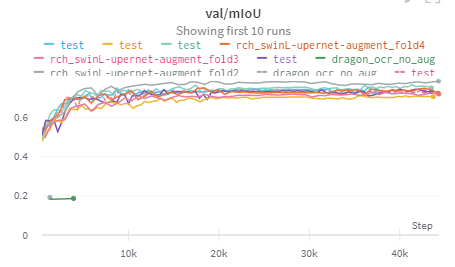 val/mIoU
Showing first 10 runs
test test test rch_swinL-upernet-augment_fold4
rch_swinL-upernet-augment_fold3 test dragon_ocr_no_aug
rch_swinL-upernet-augment_fold2 dragon_ocr_no_aug test
0.6
0.4
0.2
0
Step
10k 20k 30k 40k